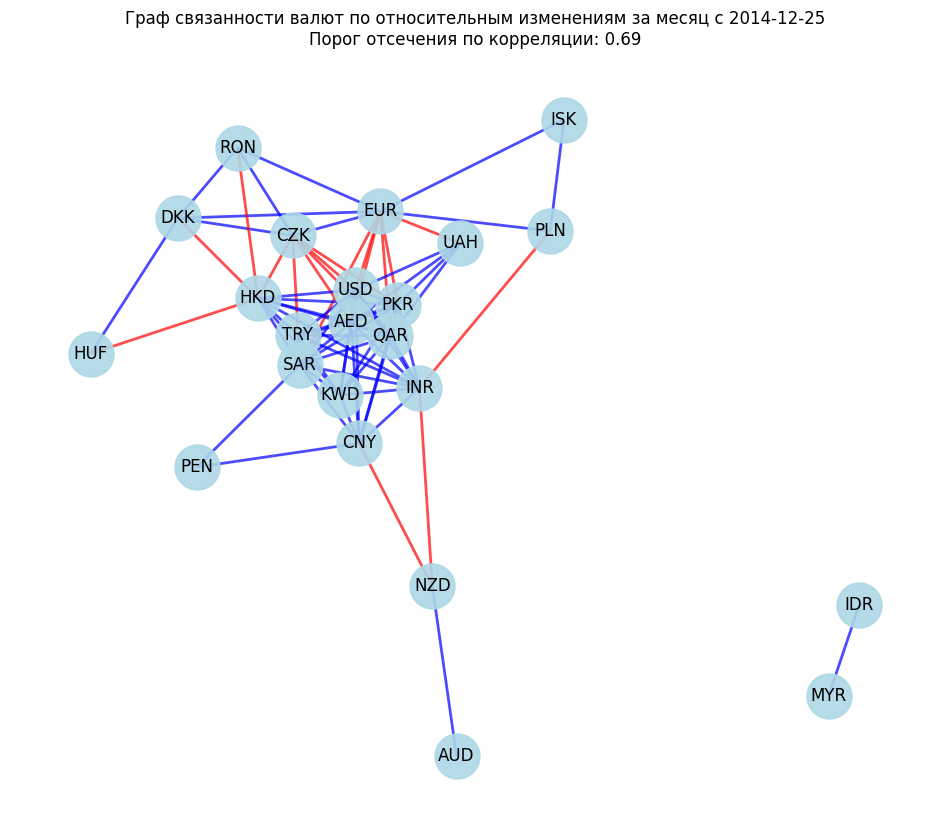 Граф связанности валют по относительным изменениям за месяц с 2014-12-25
Порог отсечения по корреляции: 0.69
ISK
RON
EUR
DKK
PLN
CZK
UAH
USD
HKD
PKR
AED
TRY
QAR
HUF
SAR
INR
KWD
CNY
PEN
NZD
IDR
MYR
AUD